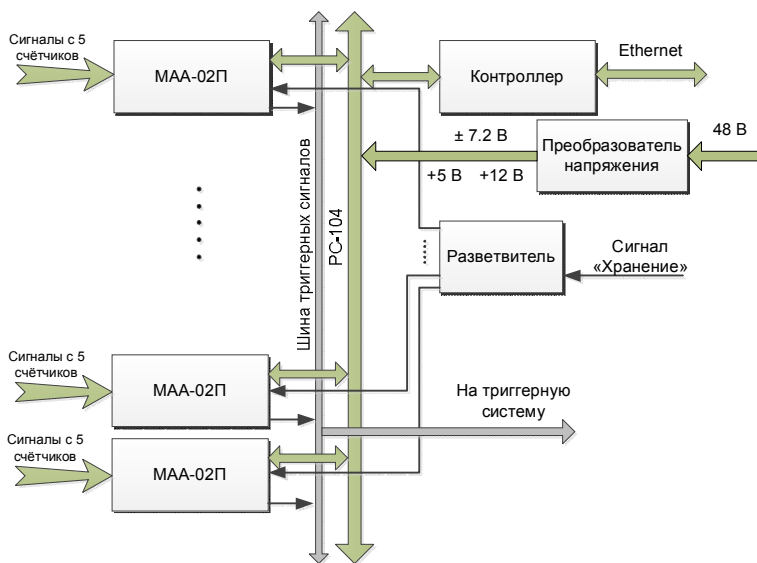 Сигналы с 5
счётчиков
МАА-02П
Контроллер
Ethernet
± 7.2 В
+5 В +12 В
Преобразователь
напряжения
48 В
Шина триггерных сигналов
PC-104
Разветвитель
Сигнал
«Хранение»
Сигналы с 5
счётчиков
МАА-02П
На триггерную
систему
Сигналы с 5
счётчиков
МАА-02П